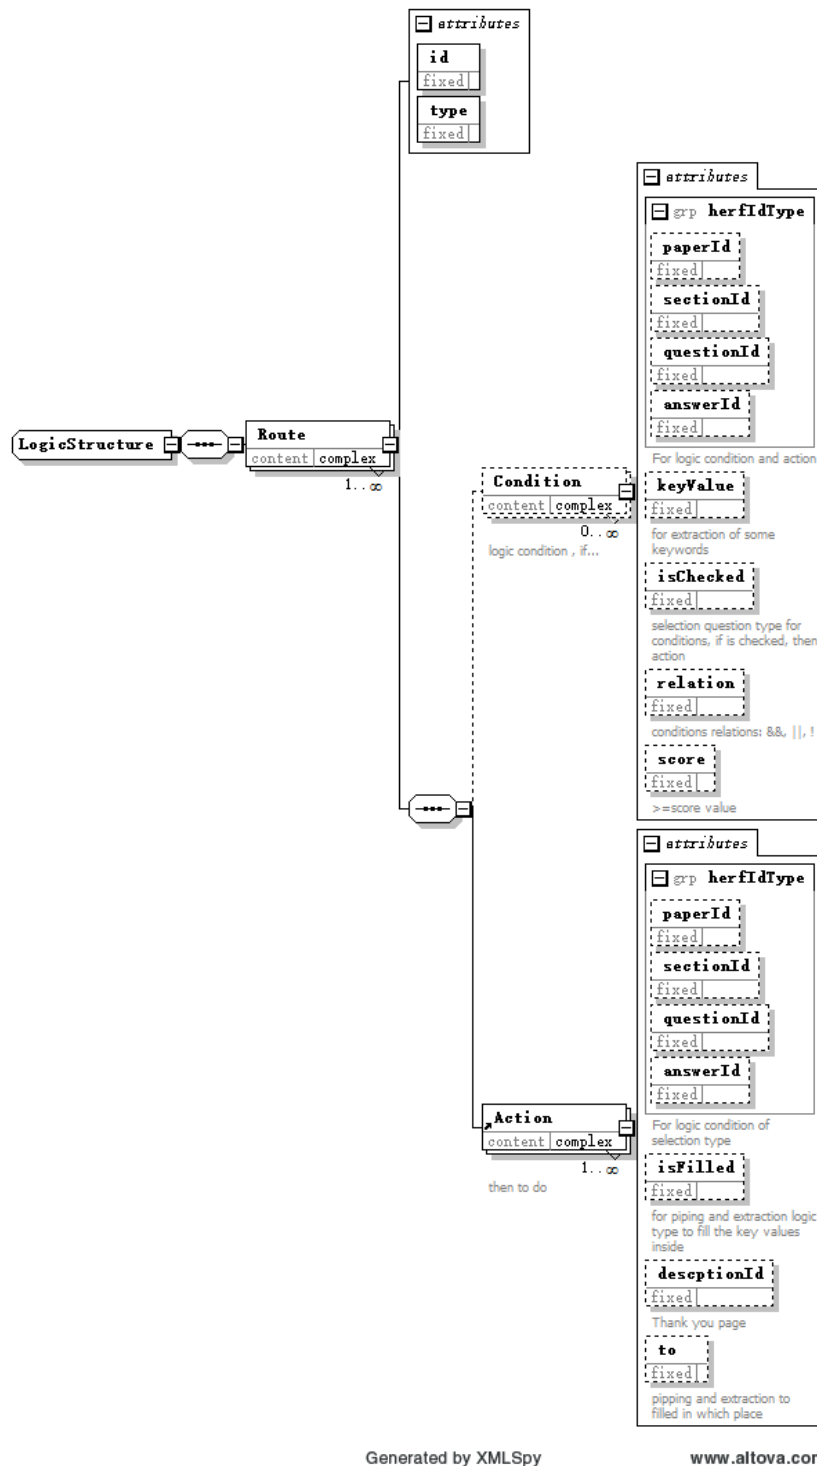 attributes
id
fixed
type
fixed
attributes
grp herfIdType
paperId
fixed
sectionId
fixed
questionId
fixed
answerId
fixed
For logic condition and action
LogicStructure
Route
content complex
1..∞
Condition
content complex
0..∞
logic condition , if...
keyValue
fixed
for extraction of some
keywords
isChecked
fixed
selection question type for
conditions, if is checked, then
action
relation
fixed
conditions relations: &&, ||, !
score
fixed
>=score value
attributes
grp herfIdType
paperId
fixed
sectionId
fixed
questionId
fixed
answerId
fixed
For logic condition of
selection type
Action
content complex
1..∞
then to do
isFilled
fixed
for piping and extraction logic
type to fill the key values
inside
descptionId
fixed
Thank you page
to
fixed
pipping and extraction to
filled in which place
Generated by XMLSpy
www.altova.com